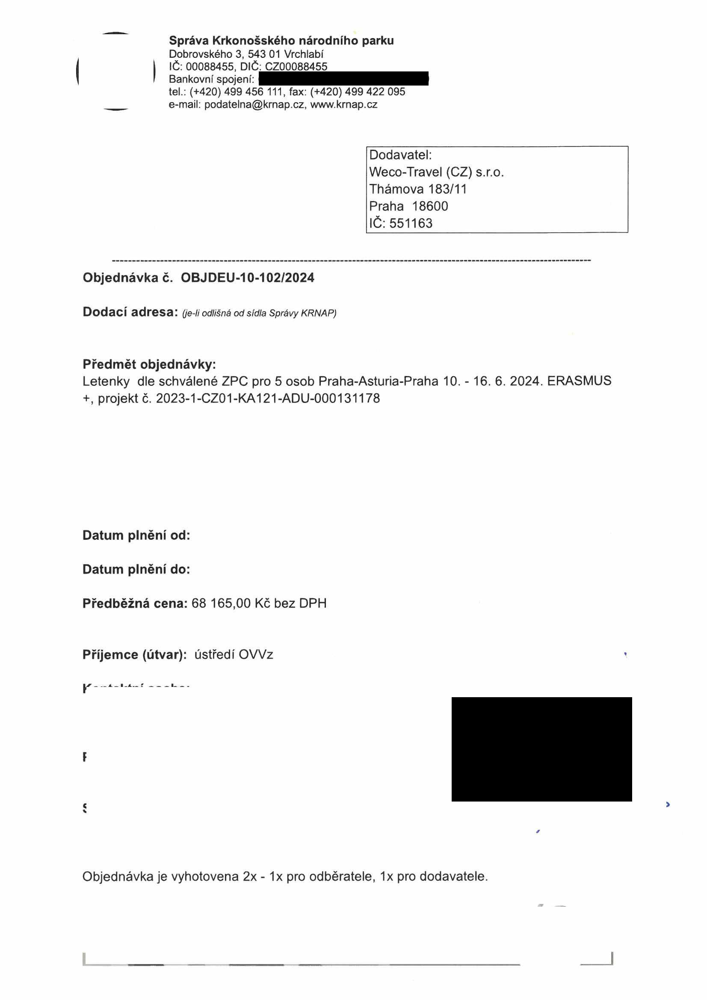 Správa Krkonošského národního parku
Dobrovského 3, 543 01 Vrchlabí
IČ: 00088455, DIČ: CZ00088455
Bankovní spojení:
tel.: (+420) 499 456 111, fax: (+420) 499 422 095
e-mail: podatelna@krnap.cz, www.krnap.cz
Dodavatel:
Weco-Travel (CZ) s.r.o.
Thámova 183/11
Praha 18600
IČ: 551163
Objednávka č. OBJDEU-10-102/2024
Dodací adresa: (je-li odlišná od sídla Správy KRNAP)
Předmět objednávky:
Letenky dle schválené ZPC pro 5 osob Praha-Asturia-Praha 10. - 16. 6. 2024. ERASMUS
+, projekt č. 2023-1-CZ01-KA121-ADU-000131178
Datum plnění od:
Datum plnění do:
Předběžná cena: 68 165,00 Kč bez DPH
Příjemce (útvar): ústředí OVVz
Objednávka je vyhotovena 2x - 1x pro odběratele, 1x pro dodavatele.